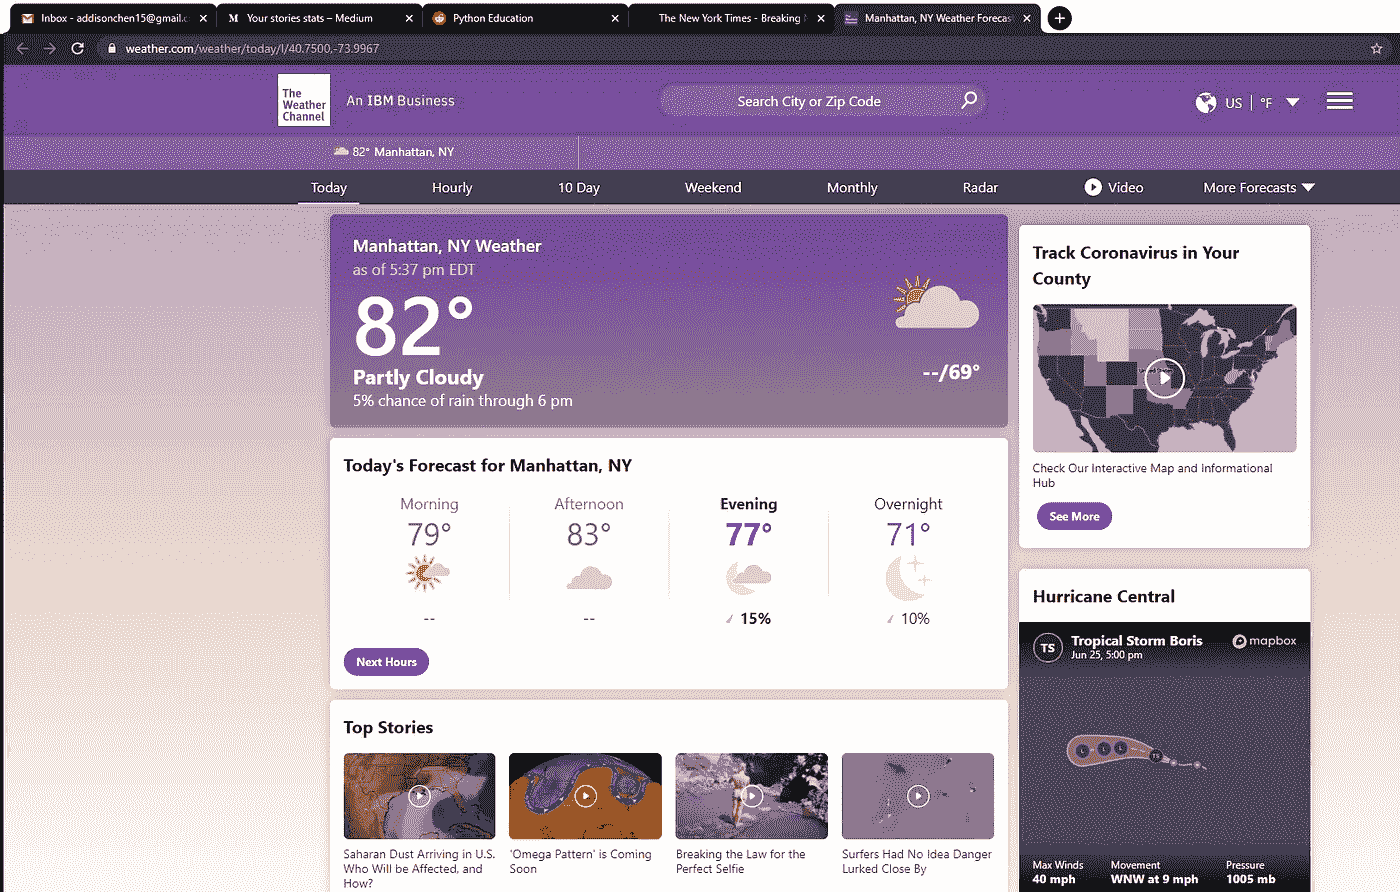 Inbox - addisonchen15@gmail.c
Your stories stats – Medium
Python Education
The New York Times - Breaking
Manhattan, NY Weather Forecas
weather.com/weather/today/l/40.7500,-73.9967
The
Weather
Channel
An IBM Business
Search City or Zip Code
US | °F
82° Manhattan, NY
Today
Hourly
10 Day
Weekend
Monthly
Radar
Video
More Forecasts
Manhattan, NY Weather
as of 5:37 pm EDT
82°
Partly Cloudy
5% chance of rain through 6 pm
--/69°
Today's Forecast for Manhattan, NY
Morning
79°
--
Afternoon
83°
--
Evening
77°
15%
Overnight
71°
10%
Next Hours
Top Stories
Saharan Dust Arriving in U.S.
Who Will be Affected, and
How?
'Omega Pattern' is Coming
Soon
Breaking the Law for the
Perfect Selfie
Surfers Had No Idea Danger
Lurked Close By
Track Coronavirus in Your
County
Check Our Interactive Map and Informational
Hub
See More
Hurricane Central
TS
Tropical Storm Boris
Jun 25, 5:00 pm
mapbox
L
L
L
TS
Max Winds
40 mph
Movement
WNW at 9 mph
Pressure
1005 mb